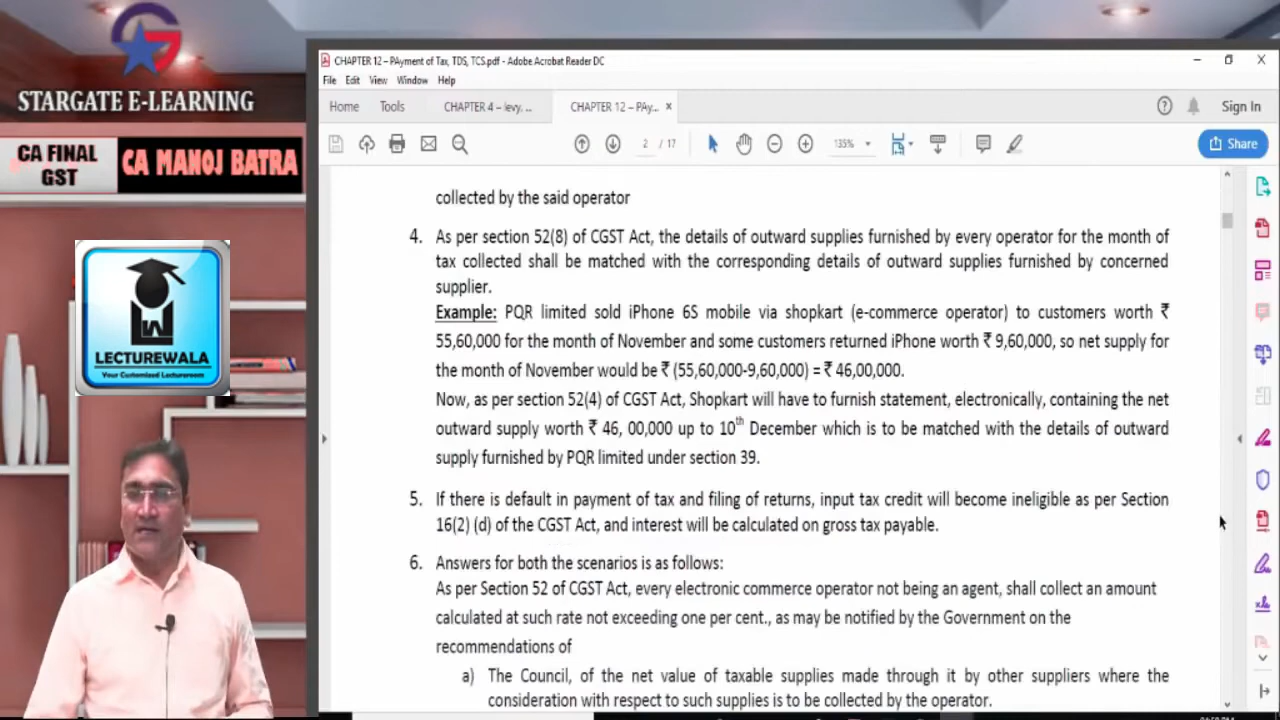 STARGATE E-LEARNING
CA FINAL
GST
CA MANOJ BATRA
LECTUREWALA
Your Customized Lectureroom
CHAPTER 12 – PAyment of Tax, TDS, TCS.pdf - Adobe Acrobat Reader DC
File Edit View Window Help
Home Tools CHAPTER 4 – levy, ... CHAPTER 12 – PAy... ×
Sign In
2 / 17
135%
Share
collected by the said operator
4. As per section 52(8) of CGST Act, the details of outward supplies furnished by every operator for the month of
tax collected shall be matched with the corresponding details of outward supplies furnished by concerned
supplier.
Example: PQR limited sold iPhone 6S mobile via shopkart (e-commerce operator) to customers worth ₹
55,60,000 for the month of November and some customers returned iPhone worth ₹ 9,60,000, so net supply for
the month of November would be ₹ (55,60,000-9,60,000) = ₹ 46,00,000.
Now, as per section 52(4) of CGST Act, Shopkart will have to furnish statement, electronically, containing the net
outward supply worth ₹ 46, 00,000 up to 10th December which is to be matched with the details of outward
supply furnished by PQR limited under section 39.
5. If there is default in payment of tax and filing of returns, input tax credit will become ineligible as per Section
16(2) (d) of the CGST Act, and interest will be calculated on gross tax payable.
6. Answers for both the scenarios is as follows:
As per Section 52 of CGST Act, every electronic commerce operator not being an agent, shall collect an amount
calculated at such rate not exceeding one per cent., as may be notified by the Government on the
recommendations of
a) The Council, of the net value of taxable supplies made through it by other suppliers where the
consideration with respect to such supplies is to be collected by the operator.